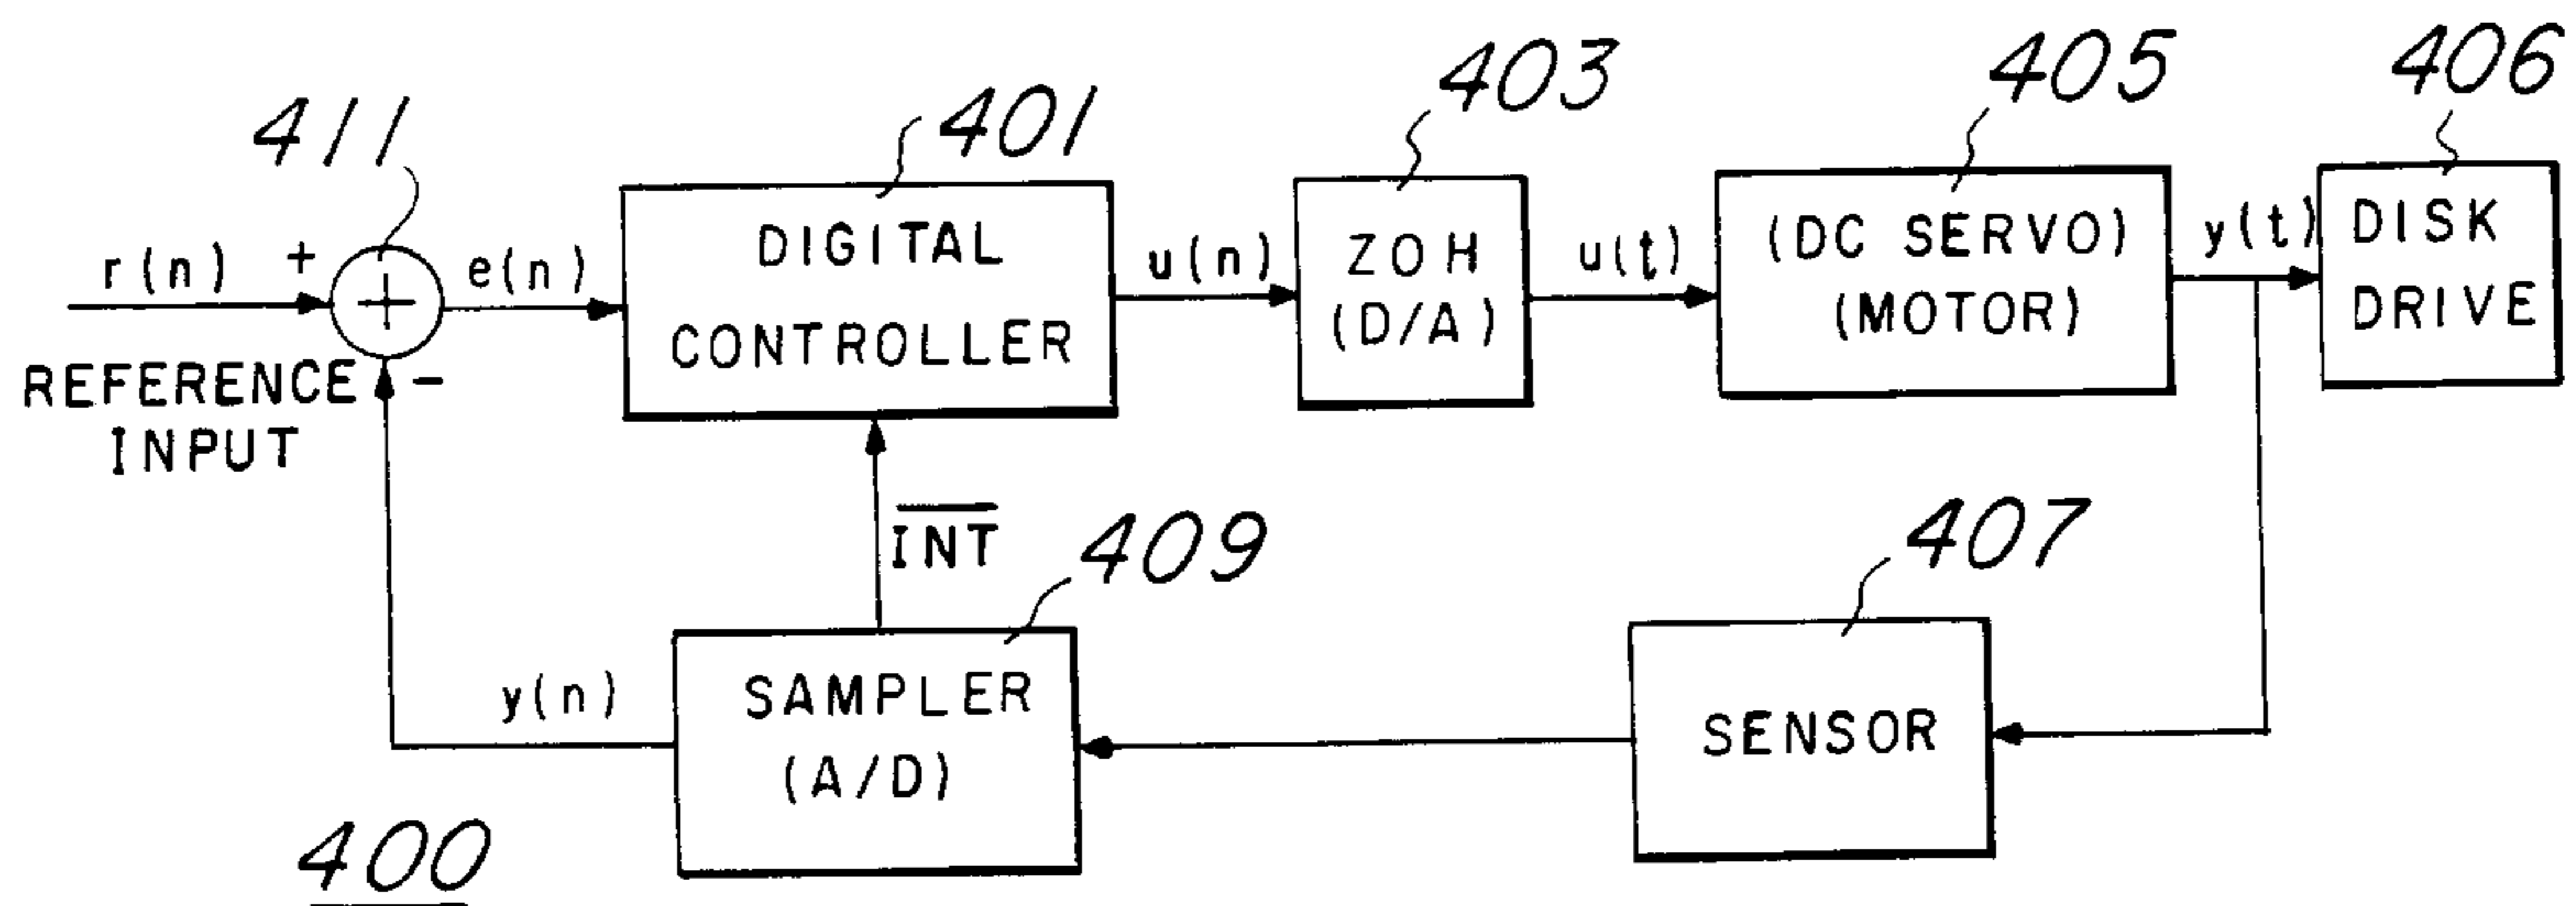 411
401
403
405
406
r(n)
+
e(n)
DIGITAL
CONTROLLER
u(n)
ZOH
(D/A)
u(t)
(DC SERVO)
(MOTOR)
y(t)
DISK
DRIVE
REFERENCE
INPUT
-
INT
409
407
y(n)
SAMPLER
(A/D)
SENSOR
400